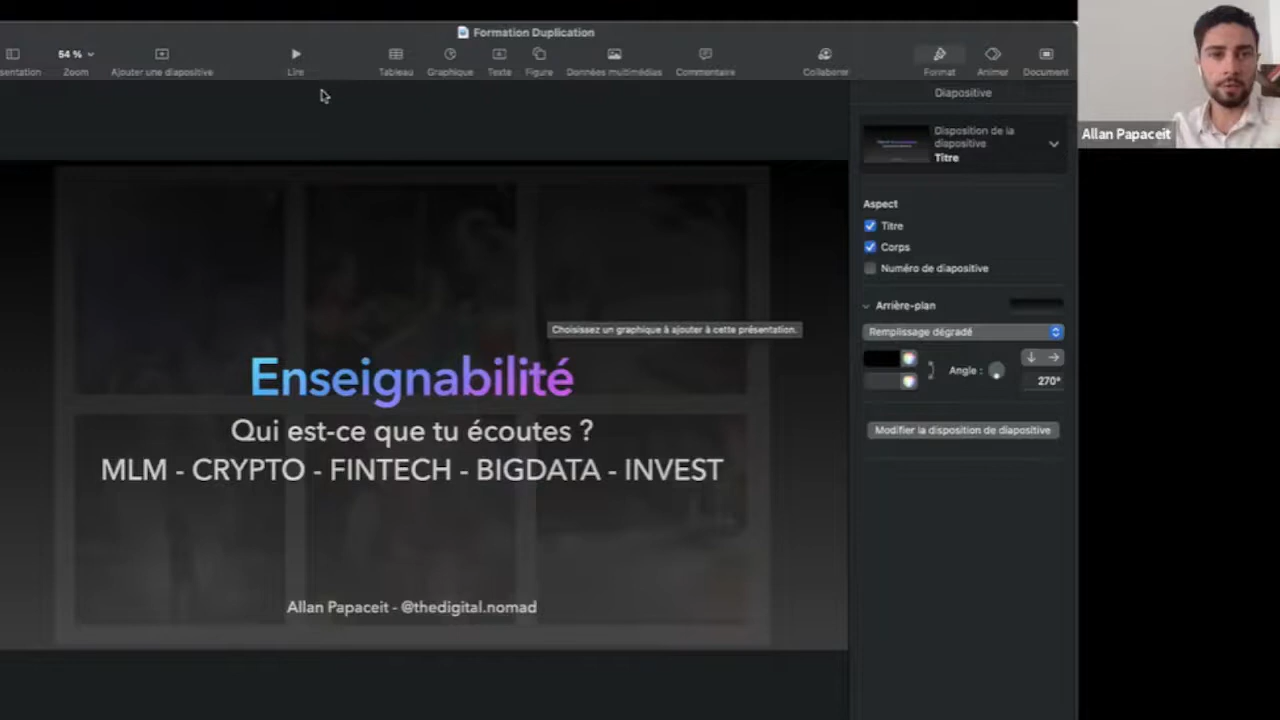 Formation Duplication
sentation
54 %
Zoom
Ajouter une diapositive
Lire
Tableau
Graphique
Texte
Figure
Données multimédias
Commentaire
Collaborer
Format
Animer
Document
Allan Papaceit
Diapositive
Disposition de la
diapositive
Titre
Aspect
Titre
Corps
Numéro de diapositive
Arrière-plan
Remplissage dégradé
Angle :
270°
Modifier la disposition de diapositive
Choisissez un graphique à ajouter à cette présentation.
Enseignabilité
Qui est-ce que tu écoutes ?
MLM - CRYPTO - FINTECH - BIGDATA - INVEST
Allan Papaceit - @thedigital.nomad